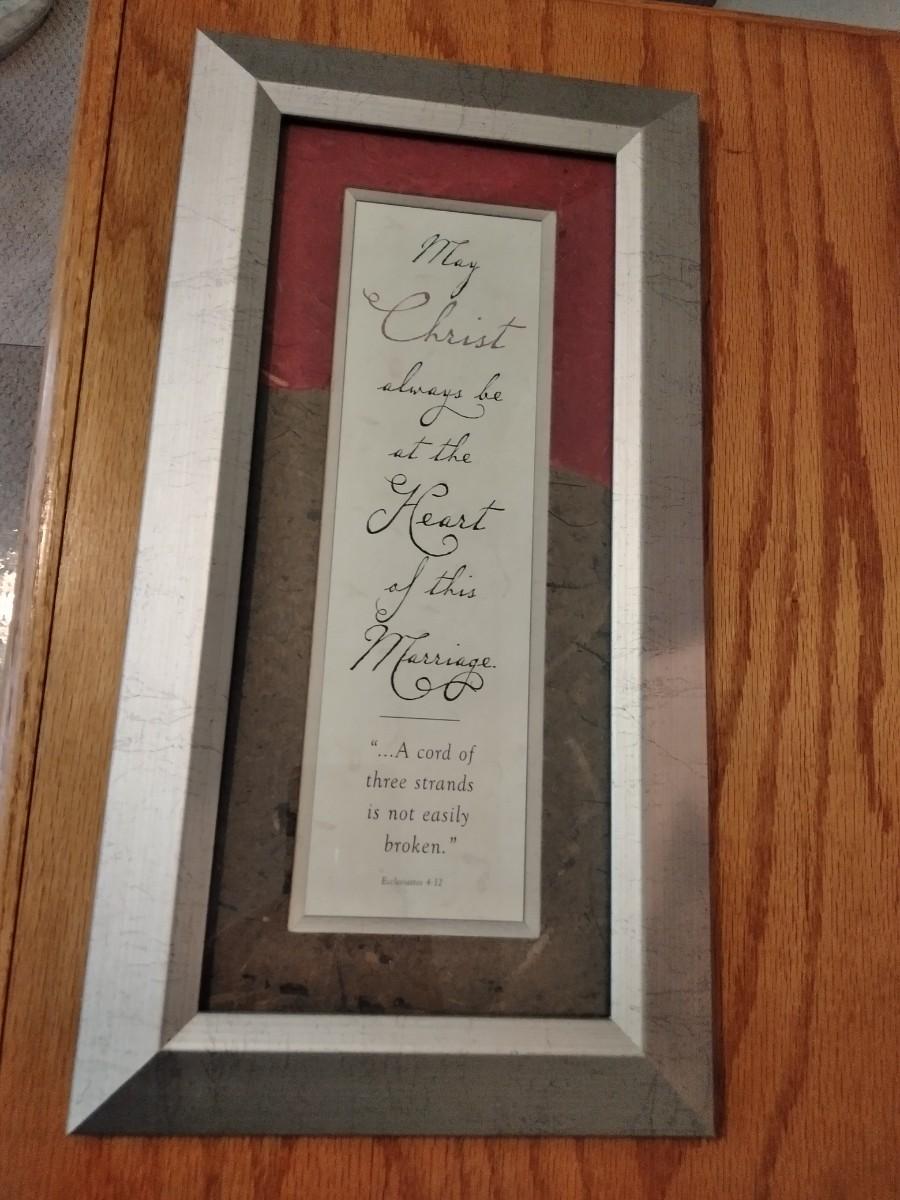 May
Christ
always be
at the
Heart
of this
Marriage.
“...A cord of
three strands
is not easily
broken.”
Ecclesiastes 4:12